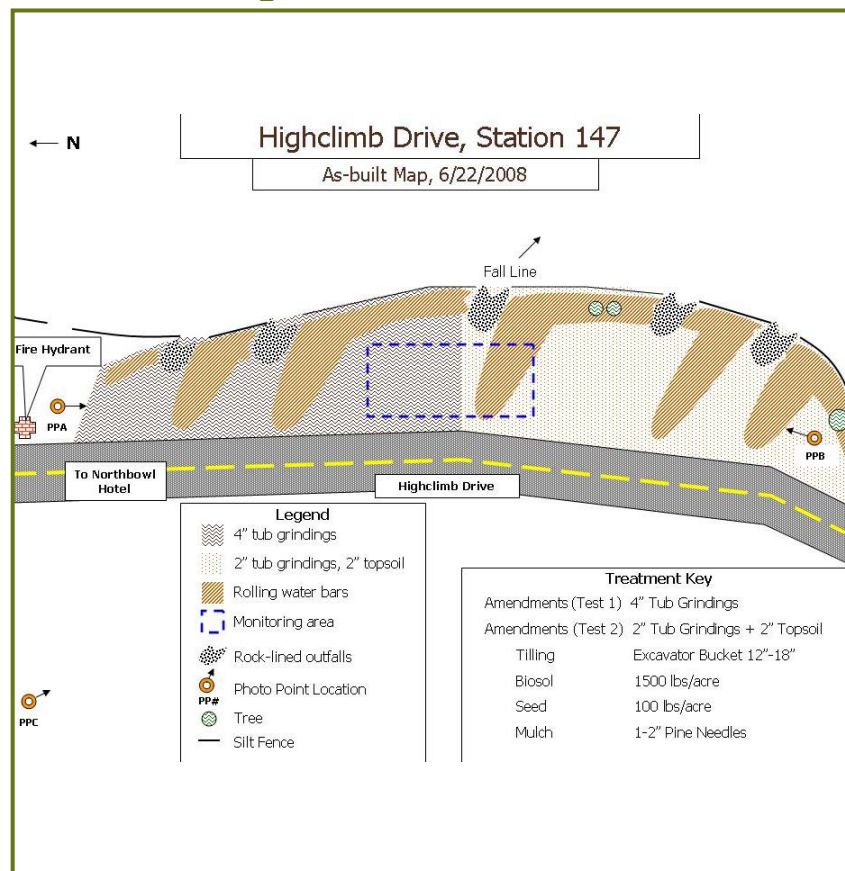 N
Highclimb Drive, Station 147
As-built Map, 6/22/2008
Fall Line
Fire Hydrant
PPA
PPB
To Northbowl
Hotel
Highclimb Drive
Legend
4" tub grindings
2" tub grindings, 2" topsoil
Rolling water bars
Monitoring area
Rock-lined outfalls
PP#
Photo Point Location
Tree
Silt Fence
Treatment Key
Amendments (Test 1) 4" Tub Grindings
Amendments (Test 2) 2" Tub Grindings + 2" Topsoil
Tilling Excavator Bucket 12"-18"
Biosol 1500 lbs/acre
Seed 100 lbs/acre
Mulch 1-2" Pine Needles
PPC